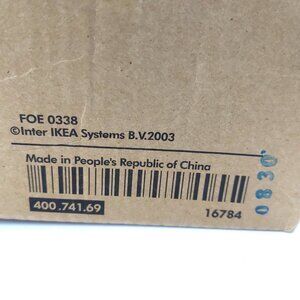 FOE 0338
©Inter IKEA Systems B.V.2003
Made in People's Republic of China
400.741.69
16784
0830